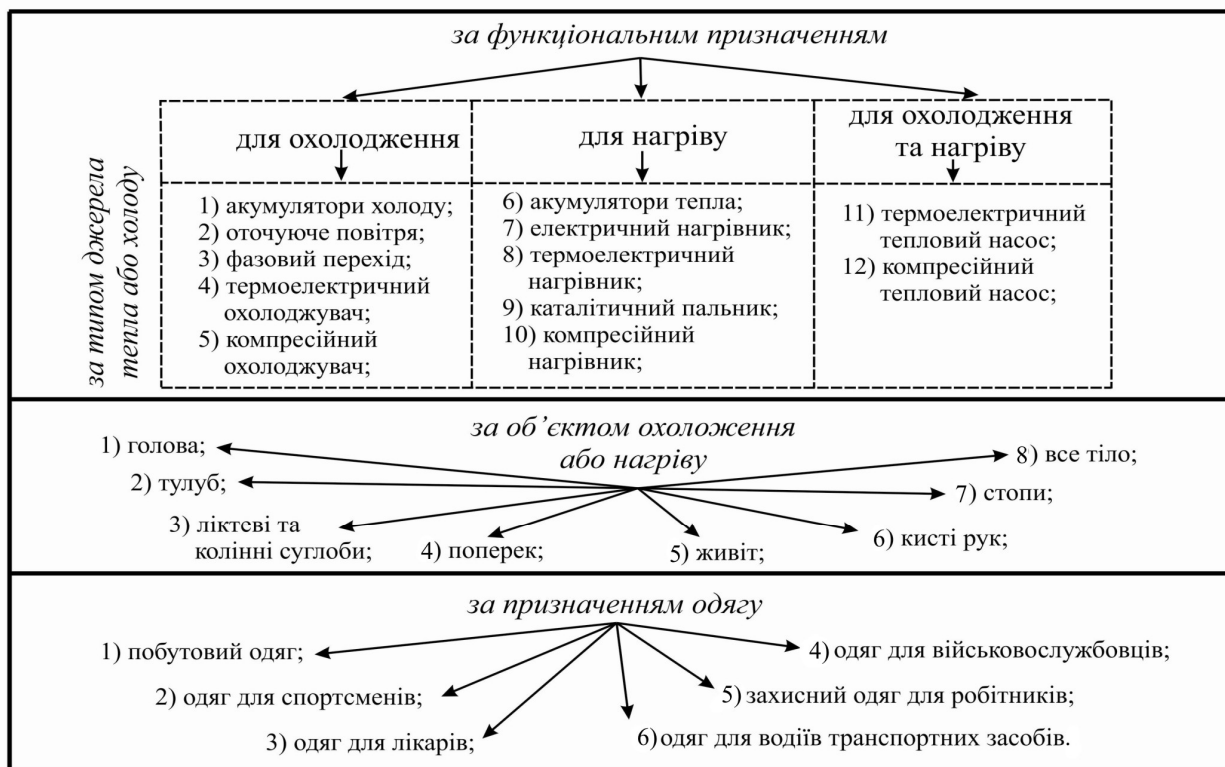 за функціональним призначенням
за типом джерела
тепла або холоду
для охолодження
1) акумулятори холоду;
2) оточуюче повітря;
3) фазовий перехід;
4) термоелектричний
охолоджувач;
5) компресійний
охолоджувач;
для нагріву
6) акумулятори тепла;
7) електричний нагрівник;
8) термоелектричний
нагрівник;
9) каталітичний пальник;
10) компресійний
нагрівник;
для охолодження
та нагріву
11) термоелектричний
тепловий насос;
12) компресійний
тепловий насос;
за об’єктом охоложення
або нагріву
1) голова;
2) тулуб;
3) ліктеві та
колінні суглоби;
4) поперек;
5) живіт;
6) кисті рук;
7) стопи;
8) все тіло;
за призначенням одягу
1) побутовий одяг;
2) одяг для спортсменів;
3) одяг для лікарів;
4) одяг для військовослужбовців;
5) захисний одяг для робітників;
6) одяг для водіїв транспортних засобів.